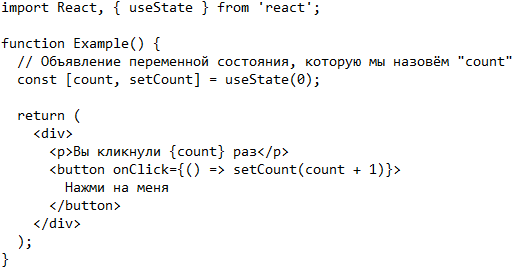 import React, { useState } from 'react';

function Example() {
  // Объявление переменной состояния, которую мы назовём "count"
  const [count, setCount] = useState(0);

  return (
    <div>
      <p>Вы кликнули {count} раз</p>
      <button onClick={() => setCount(count + 1)}>
        Нажми на меня
      </button>
    </div>
  );
}